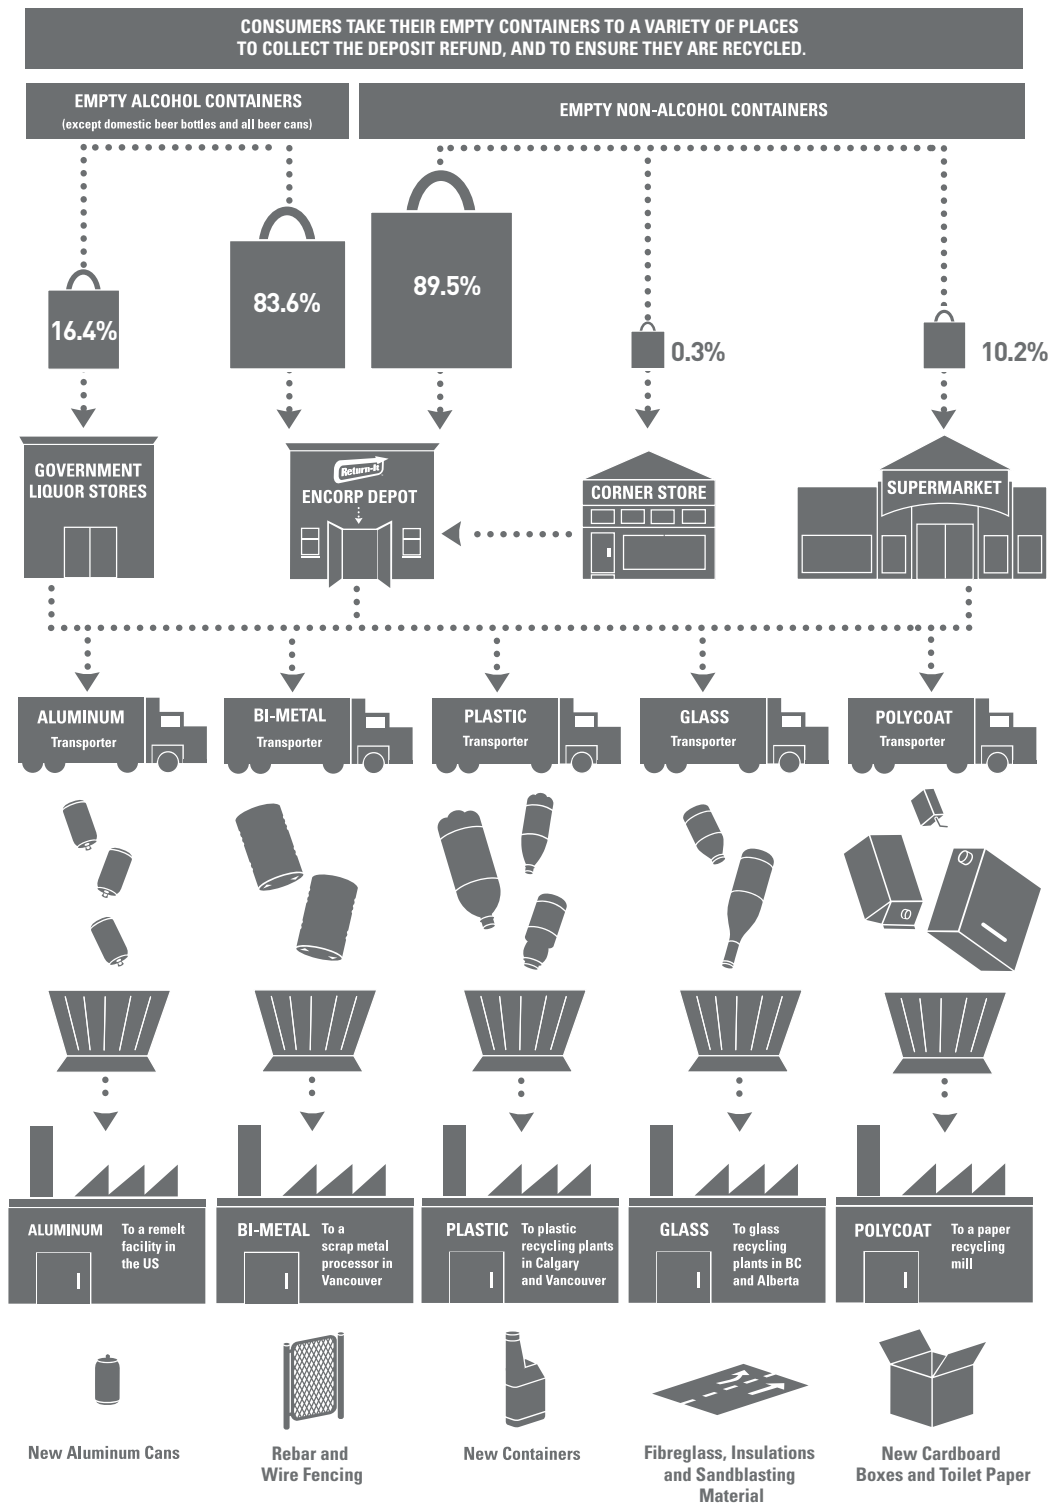 CONSUMERS TAKE THEIR EMPTY CONTAINERS TO A VARIETY OF PLACES
TO COLLECT THE DEPOSIT REFUND, AND TO ENSURE THEY ARE RECYCLED.
EMPTY ALCOHOL CONTAINERS
(except domestic beer bottles and all beer cans)
EMPTY NON-ALCOHOL CONTAINERS
16.4%
83.6%
89.5%
0.3%
10.2%
GOVERNMENT
LIQUOR STORES
Return-It
ENCORP DEPOT
CORNER STORE
SUPERMARKET
ALUMINUM
Transporter
BI-METAL
Transporter
PLASTIC
Transporter
GLASS
Transporter
POLYCOAT
Transporter
ALUMINUM
To a remelt
facility in
the US
BI-METAL
To a
scrap metal
processor in
Vancouver
PLASTIC
To plastic
recycling plants
in Calgary
and Vancouver
GLASS
To glass
recycling
plants in BC
and Alberta
POLYCOAT
To a paper
recycling
mill
New Aluminum Cans
Rebar and
Wire Fencing
New Containers
Fibreglass, Insulations
and Sandblasting
Material
New Cardboard
Boxes and Toilet Paper